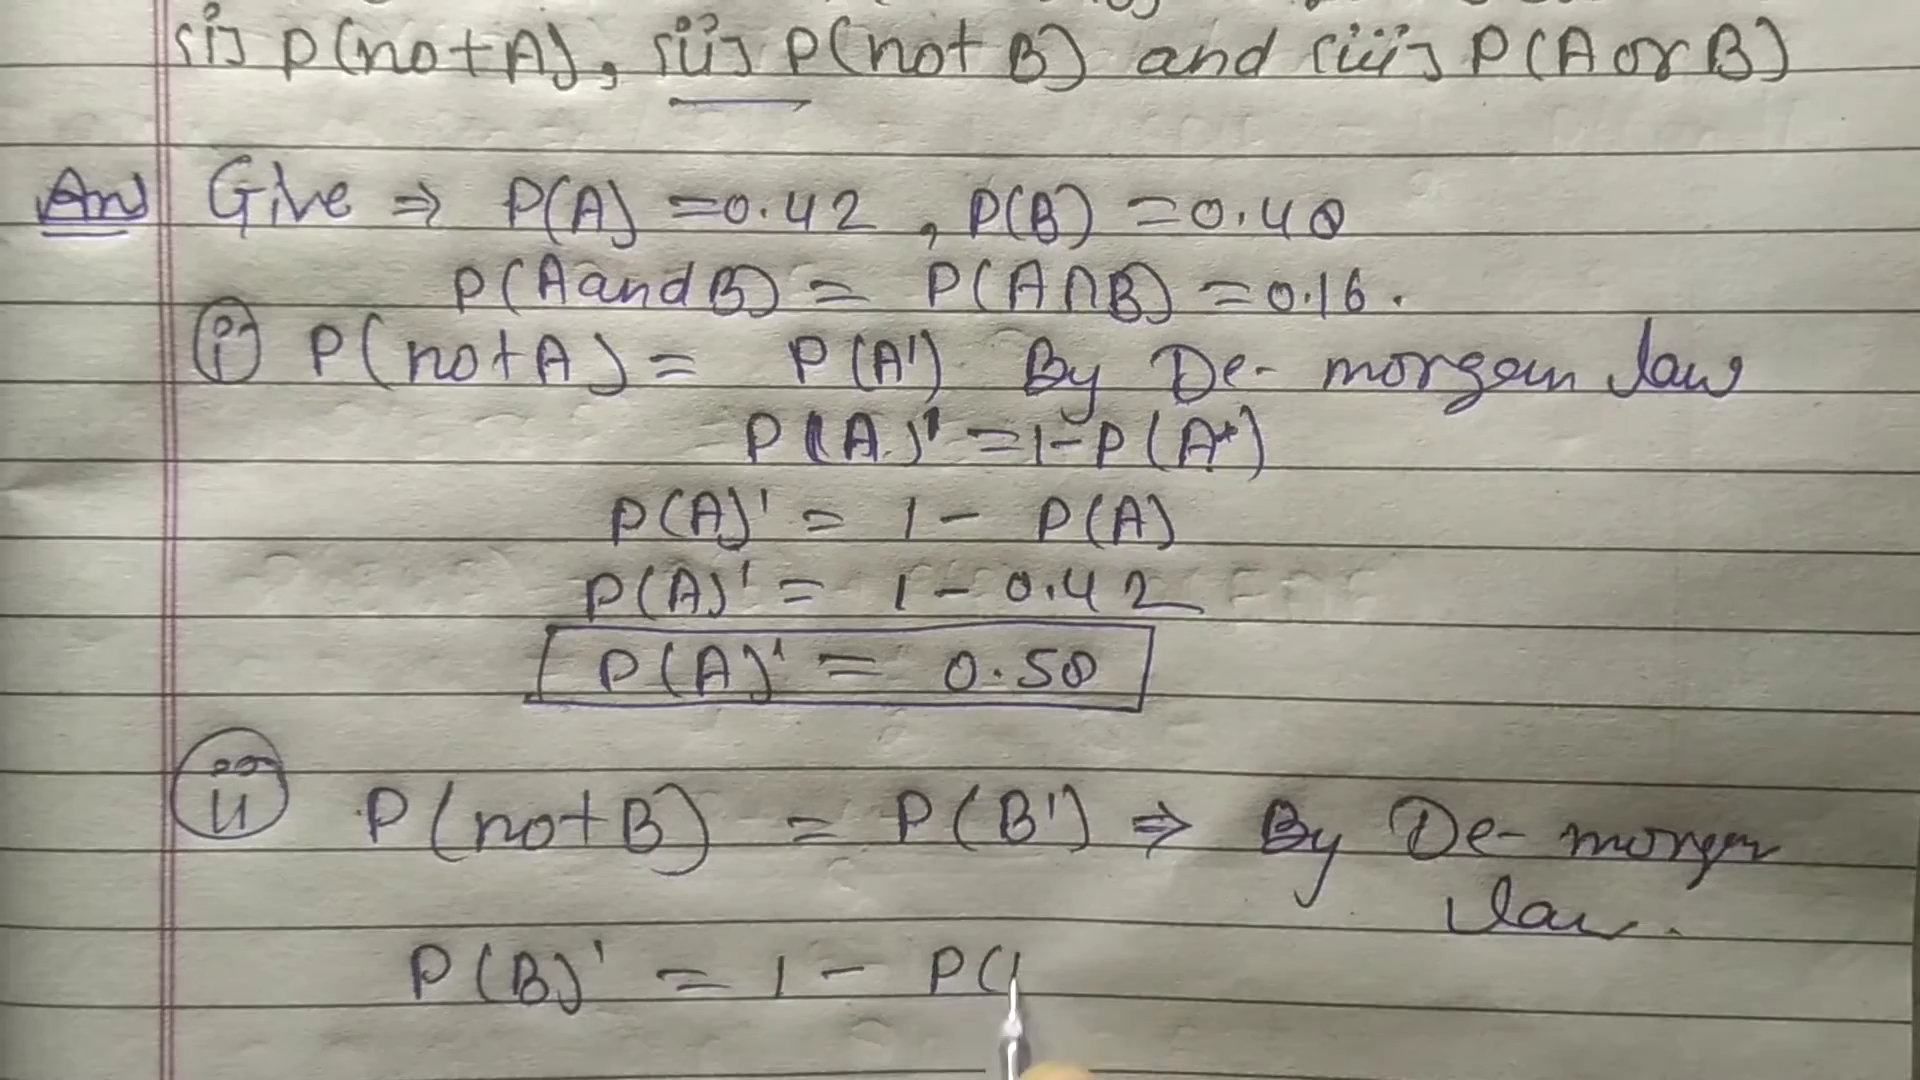 (i) P(not A), (ii) P(not B) and (iii) P(A or B)
Ans Give ⇒ P(A) = 0.42, P(B) = 0.48
P(A and B) = P(A∩B) = 0.16.
(i) P(not A) = P(A') By De-morgan law
P(A)' = 1-P(A)
P(A)' = 1 - P(A)
P(A)' = 1 - 0.42
P(A)' = 0.58
(ii) P(not B) = P(B') ⇒ By De-morgan
law.
P(B)' = 1 - P(